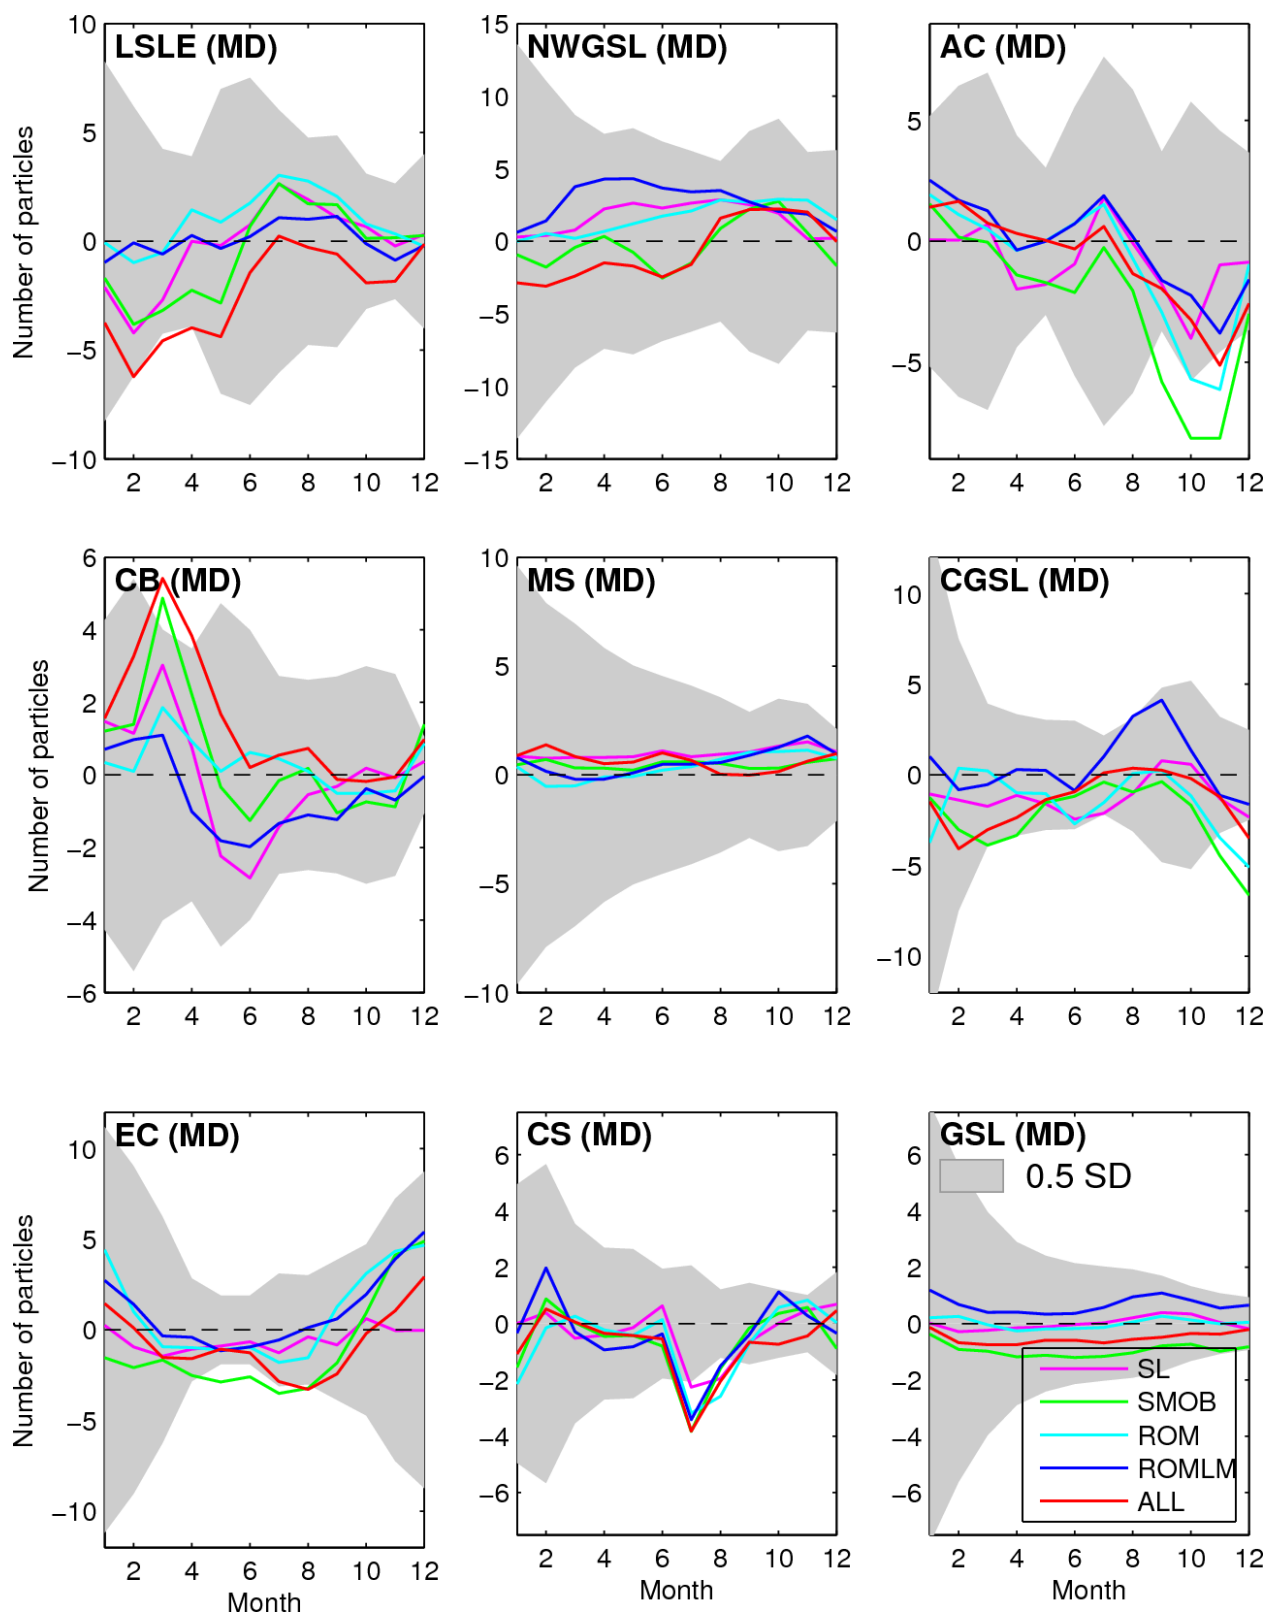 LSLE (MD)
NWGSL (MD)
AC (MD)
Number of particles
10
5
0
−5
−10
2 4 6 8 10 12
15
10
5
0
−5
−10
−15
2 4 6 8 10 12
5
0
−5
2 4 6 8 10 12
CB (MD)
MS (MD)
CGSL (MD)
Number of particles
6
4
2
0
−2
−4
−6
2 4 6 8 10 12
10
5
0
−5
−10
2 4 6 8 10 12
10
5
0
−5
−10
2 4 6 8 10 12
EC (MD)
CS (MD)
GSL (MD)
0.5 SD
Number of particles
10
5
0
−5
−10
2 4 6 8 10 12
Month
6
4
2
0
−2
−4
−6
2 4 6 8 10 12
Month
6
4
2
0
−2
−4
−6
SL
SMOB
ROM
ROMLM
ALL
2 4 6 8 10 12
Month